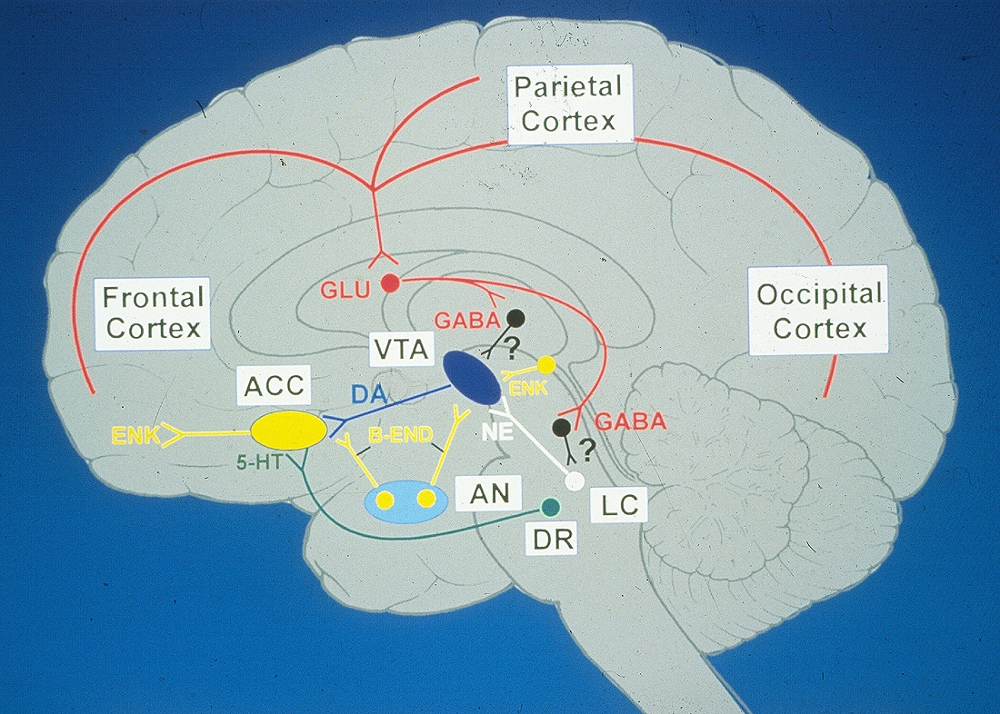 Parietal
Cortex
Frontal
Cortex
Occipital
Cortex
GLU
GABA
?
VTA
ACC
DA
ENK
ENK
B-END
NE
GABA
?
5-HT
AN
LC
DR